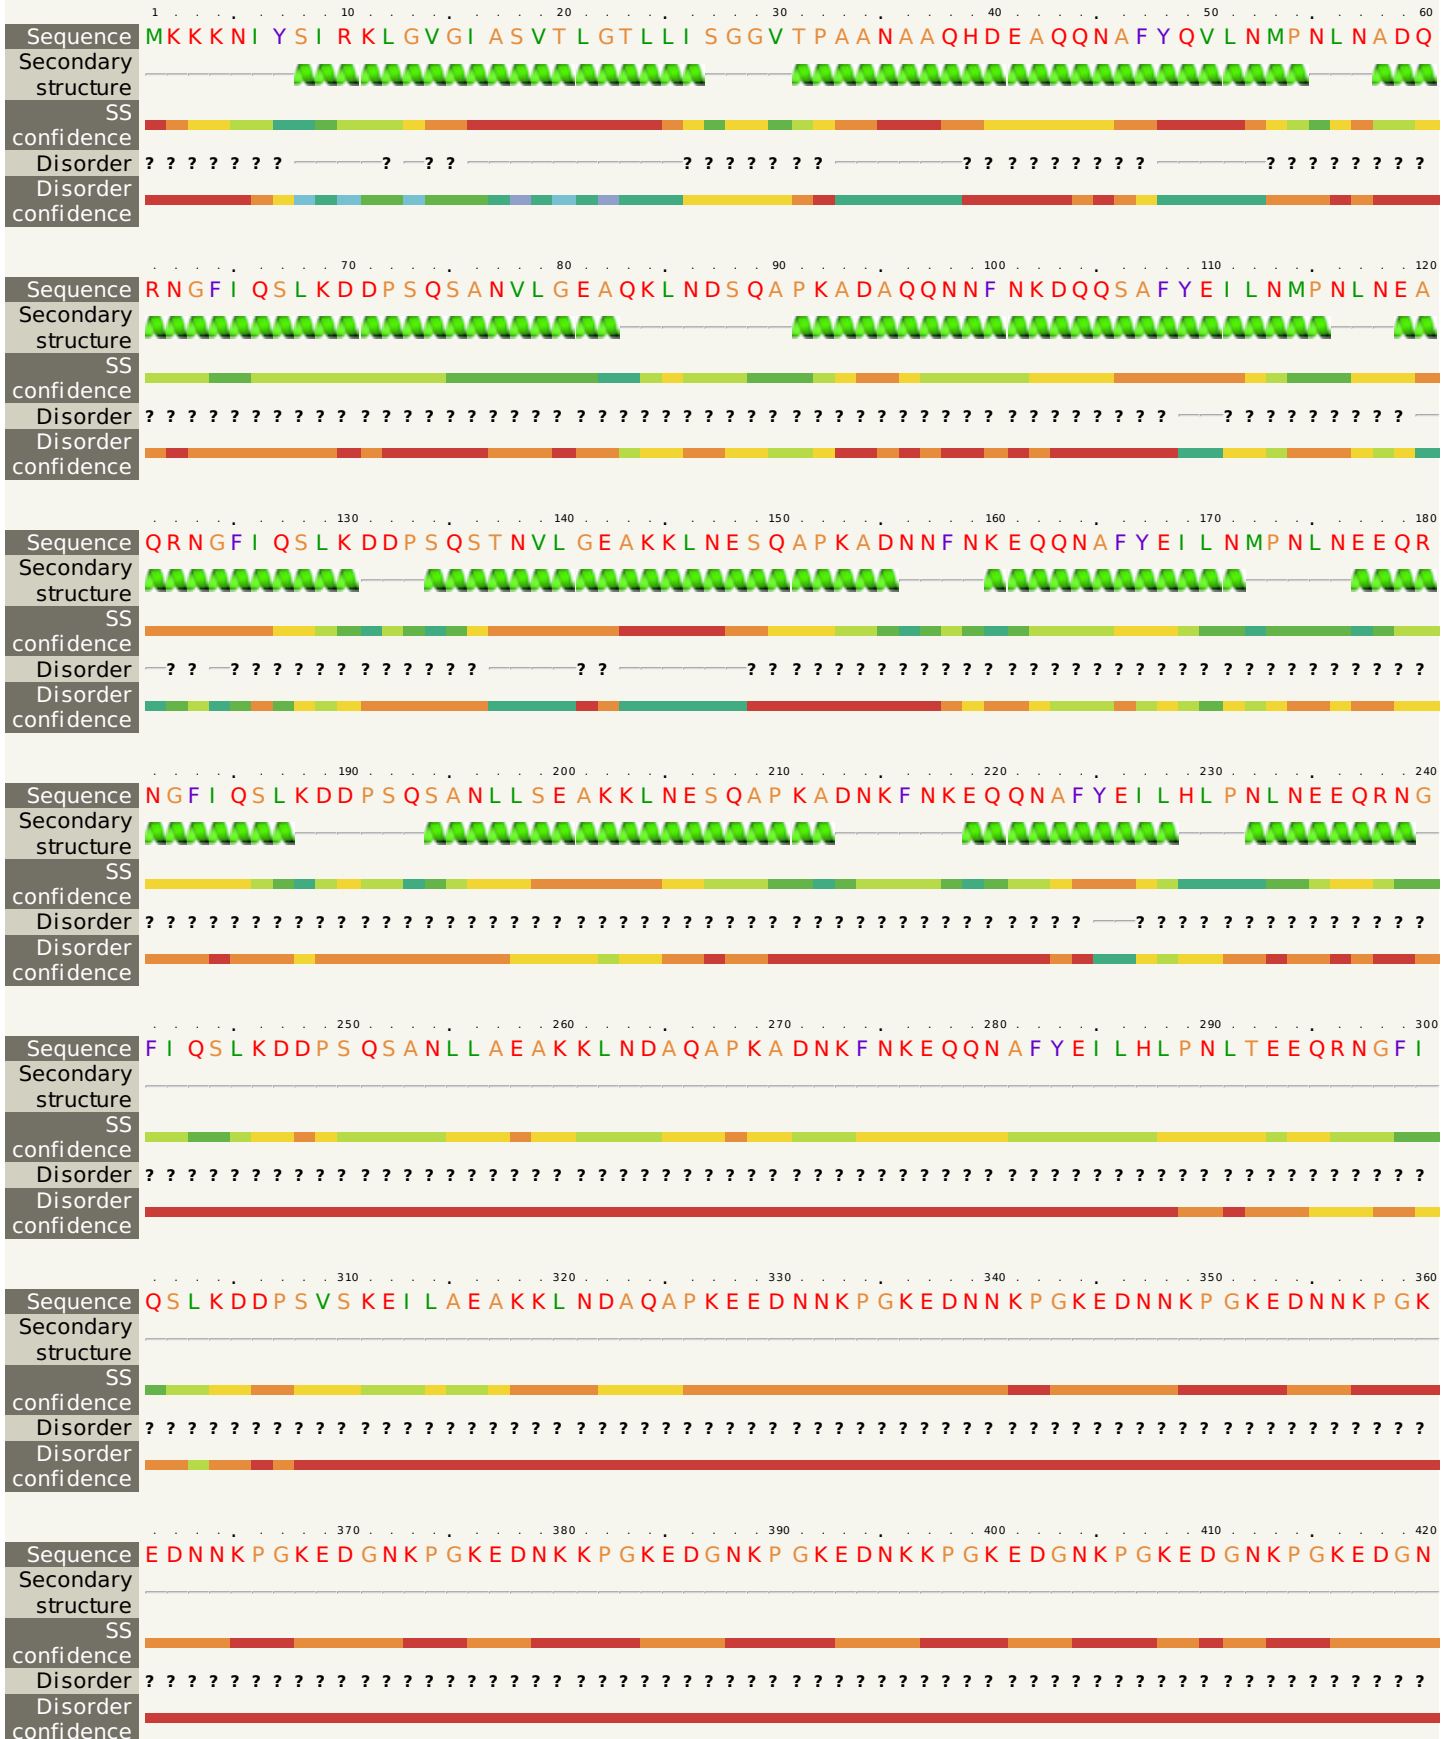 1 10 20 30 40 50 60
Sequence MKKKNIYSIRKLGVGIASVTLGTLLISGGVTPAANAAQHDEAQQNAFYQVLNMPNLNADQ
Secondary
structure
SS
confidence
Disorder ??????? ? ?? ??????? ????????? ????????
Disorder
confidence
70 80 90 100 110 120
Sequence RNGFIQSLKDDPSQSANVLGEAQKLNDSQAPKADAQQNNFNKDQQSAFYEILNMPNLNEA
Secondary
structure
SS
confidence
Disorder ???????????????????????????????????????????????? ?????????
Disorder
confidence
130 140 150 160 170 180
Sequence QRNGFIQSLKDDPSQSTNVLGEAKKLNESQAPKADNNFNKEQQNAFYEILNMPNLNEEQR
Secondary
structure
SS
confidence
Disorder ?? ???????????? ?? ????????????????????????????????
Disorder
confidence
190 200 210 220 230 240
Sequence NGFIQSLKDDPSQSANLLSEAKKLNESQAPKADNKFNKEQQNAFYEILHLPNLNEEQRNG
Secondary
structure
SS
confidence
Disorder ???????????????????????????????????????????? ??????????????
Disorder
confidence
250 260 270 280 290 300
Sequence FIQSLKDDPSQSANLLAEAKKLNDAQAPKADNKFNKEQQNAFYEILHLPNLTEEQRNGFI
Secondary
structure
SS
confidence
Disorder ????????????????????????????????????????????????????????????
Disorder
confidence
310 320 330 340 350 360
Sequence QSLKDDPSVSKEILAEAKKLNDAQAPKEEDNNKPGKEDNNKPGKEDNNKPGKEDNNKPGK
Secondary
structure
SS
confidence
Disorder ????????????????????????????????????????????????????????????
Disorder
confidence
370 380 390 400 410 420
Sequence EDNNKPGKEDGNKPGKEDNKKPGKEDGNKPGKEDNKKPGKEDGNKPGKEDGNKPGKEDGN
Secondary
structure
SS
confidence
Disorder ????????????????????????????????????????????????????????????
Disorder
confidence